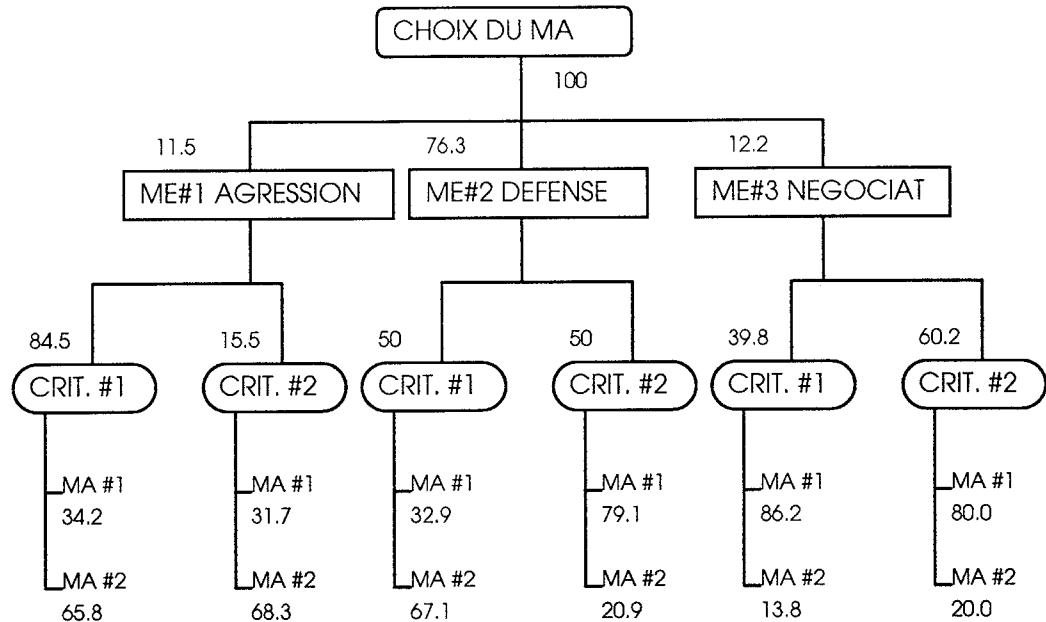 CHOIX DU MA
100
11.5 76.3 12.2
ME#1 AGRESSION ME#2 DEFENSE ME#3 NEGOCIAT
84.5 15.5 50 50 39.8 60.2
CRIT. #1 CRIT. #2 CRIT. #1 CRIT. #2 CRIT. #1 CRIT. #2
MA #1 MA #1 MA #1 MA #1 MA #1 MA #1
34.2 31.7 32.9 79.1 86.2 80.0
MA #2 MA #2 MA #2 MA #2 MA #2 MA #2
65.8 68.3 67.1 20.9 13.8 20.0